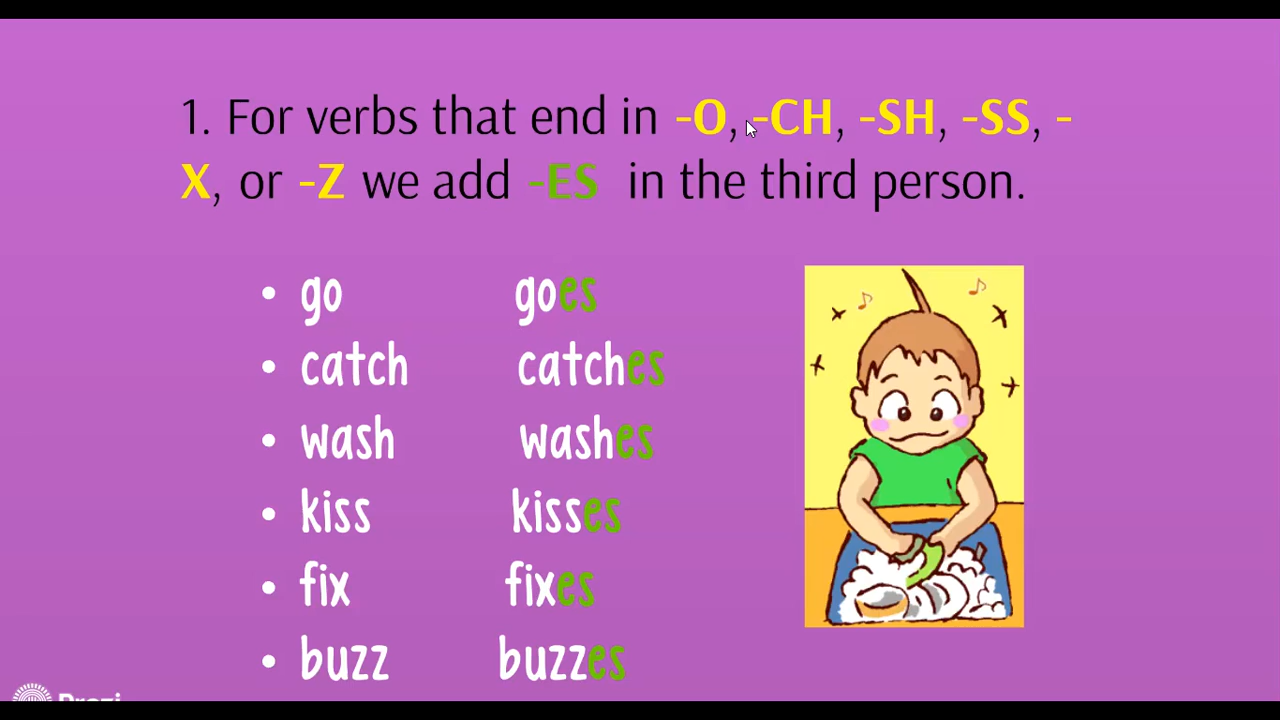 1. For verbs that end in -O, -CH, -SH, -SS, -
X, or -Z we add -ES in the third person.
• go goes
• catch catches
• wash washes
• kiss kisses
• fix fixes
• buzz buzzes
Prezi